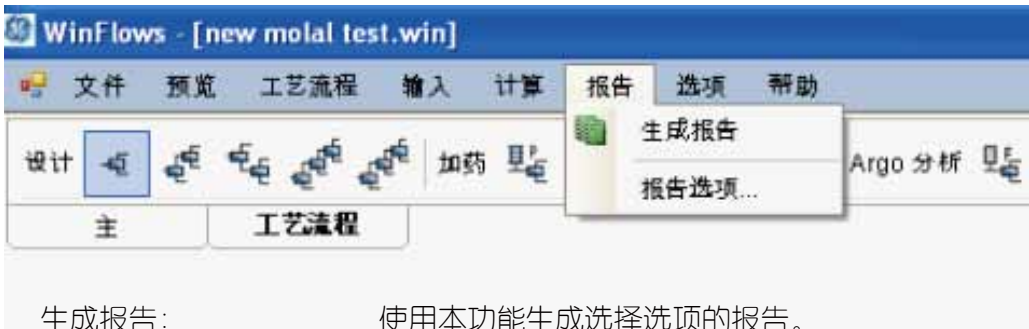 WinFlows - [new molal test.win]
文件 预览 工艺流程 输入 计算 报告 选项 帮助
生成报告
设计 加药 Argo 分析
报告选项...
主 工艺流程
生成报告: 使用本功能生成选择选项的报告。